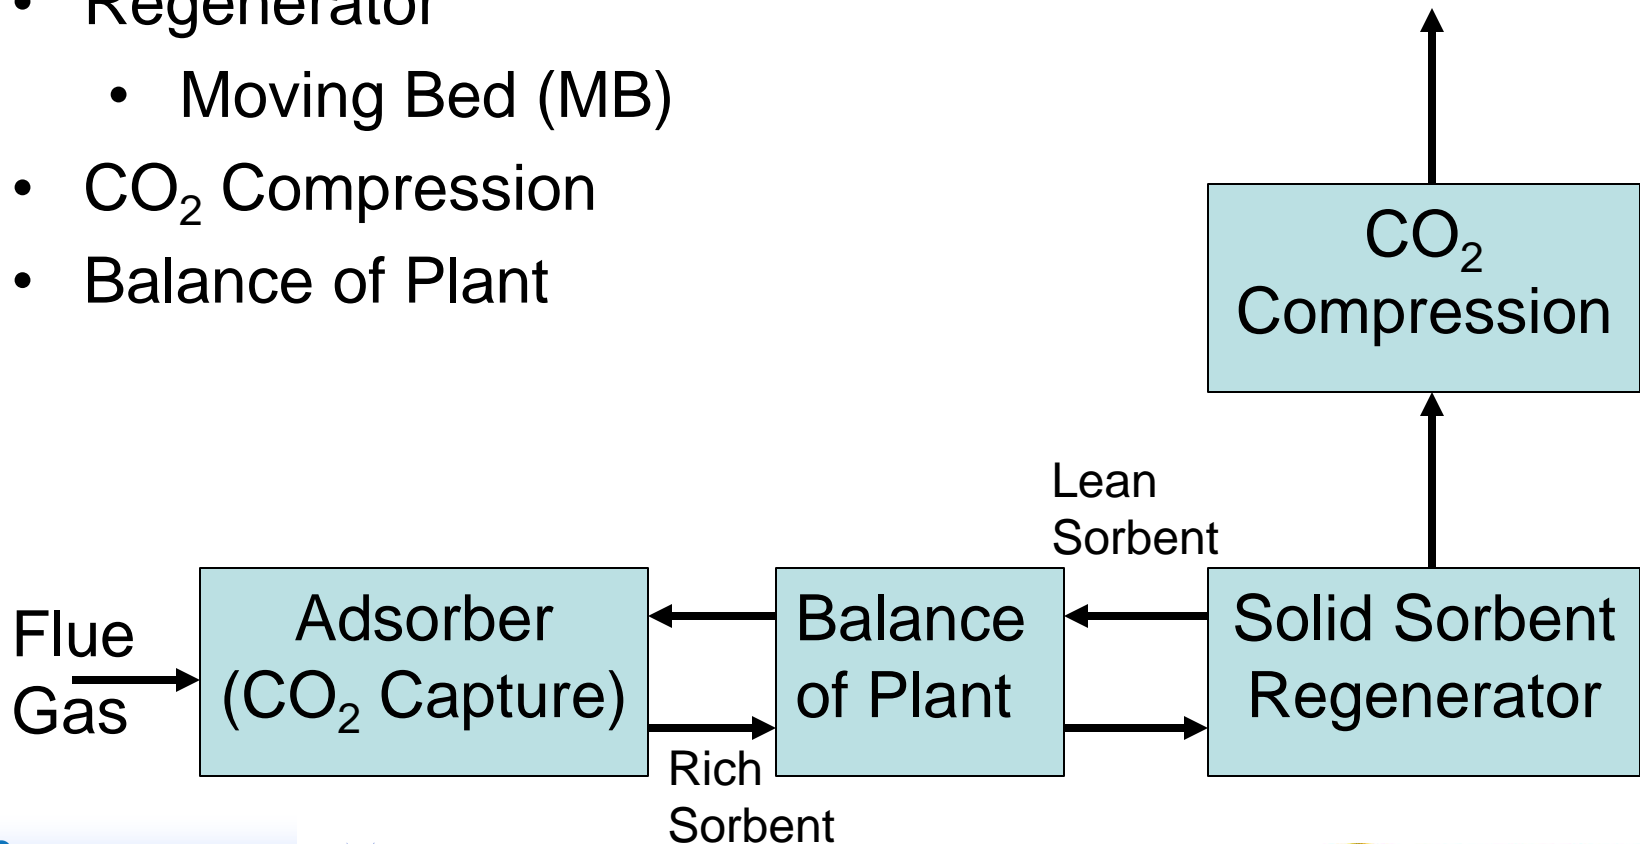 • Regenerator
• Moving Bed (MB)
• CO₂ Compression
• Balance of Plant
CO₂
Compression
Lean
Sorbent
Flue
Gas
Adsorber
(CO₂ Capture)
Balance
of Plant
Solid Sorbent
Regenerator
Rich
Sorbent